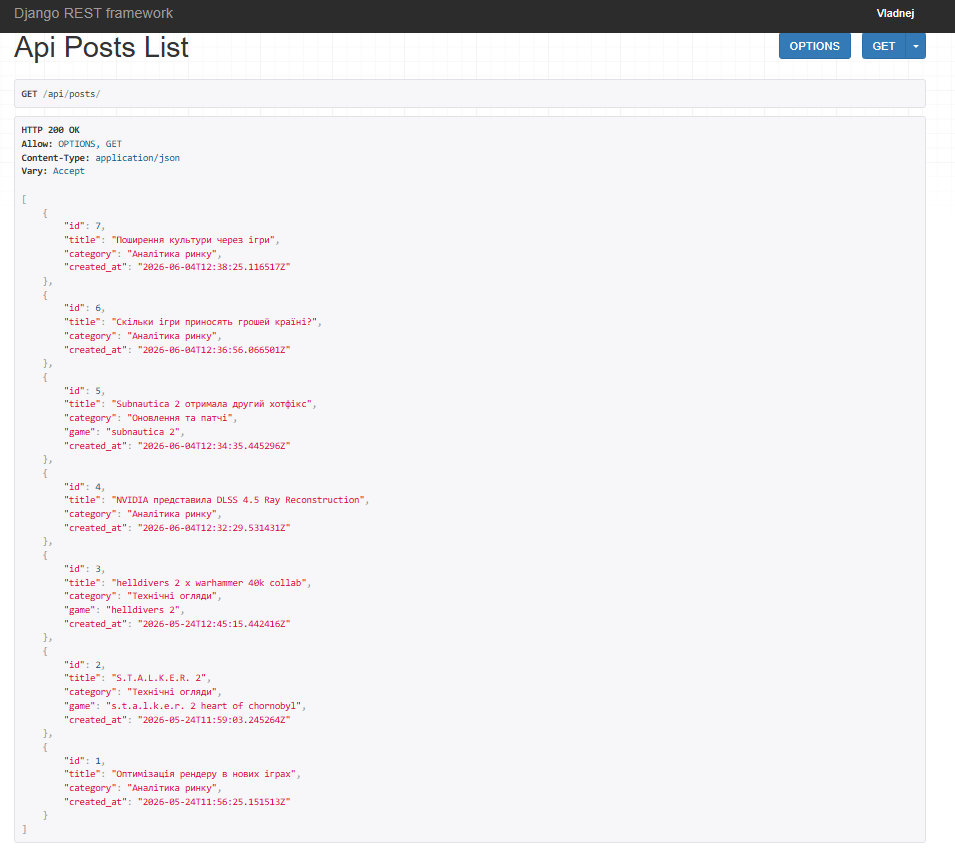 Django REST framework
Vladnej
Api Posts List
OPTIONS
GET
GET /api/posts/
HTTP 200 OK
Allow: OPTIONS, GET
Content-Type: application/json
Vary: Accept
[
    {
        "id": 7,
        "title": "Поширення культури через ігри",
        "category": "Аналітика ринку",
        "created_at": "2026-06-04T12:38:25.116517Z"
    },
    {
        "id": 6,
        "title": "Скільки ігри приносять грошей країні?",
        "category": "Аналітика ринку",
        "created_at": "2026-06-04T12:36:56.066501Z"
    },
    {
        "id": 5,
        "title": "Subnautica 2 отримала другий хотфікс",
        "category": "Оновлення та патчі",
        "game": "subnautica 2",
        "created_at": "2026-06-04T12:34:35.445296Z"
    },
    {
        "id": 4,
        "title": "NVIDIA представила DLSS 4.5 Ray Reconstruction",
        "category": "Аналітика ринку",
        "created_at": "2026-06-04T12:32:29.531431Z"
    },
    {
        "id": 3,
        "title": "helldivers 2 x warhammer 40k collab",
        "category": "Технічні огляди",
        "game": "helldivers 2",
        "created_at": "2026-05-24T12:45:15.442416Z"
    },
    {
        "id": 2,
        "title": "S.T.A.L.K.E.R. 2",
        "category": "Технічні огляди",
        "game": "s.t.a.l.k.e.r. 2 heart of chornobyl",
        "created_at": "2026-05-24T11:59:03.245264Z"
    },
    {
        "id": 1,
        "title": "Оптимізація рендеру в нових іграх",
        "category": "Аналітика ринку",
        "created_at": "2026-05-24T11:56:25.151513Z"
    }
]